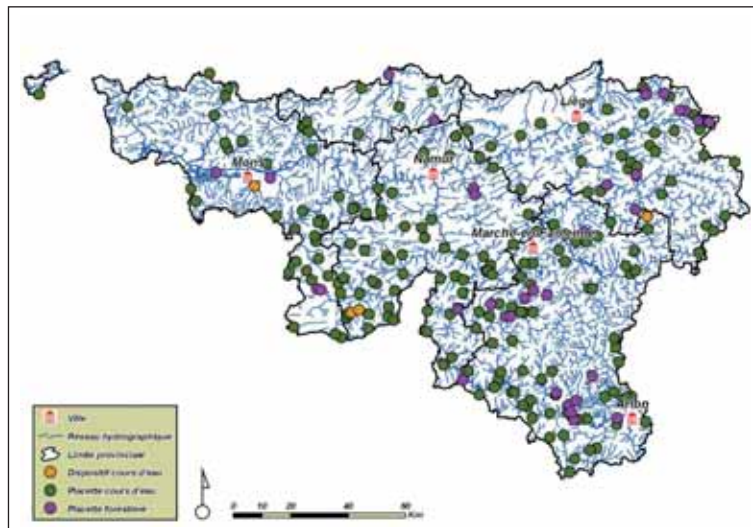 Liège
Mons
Namur
Marche-en-Famenne
Arlon
Ville
Réseau hydrographique
Limite provinciale
Dispositif cours d'eau
Placette cours d'eau
Placette forestière
0 10 20 40 60
Km